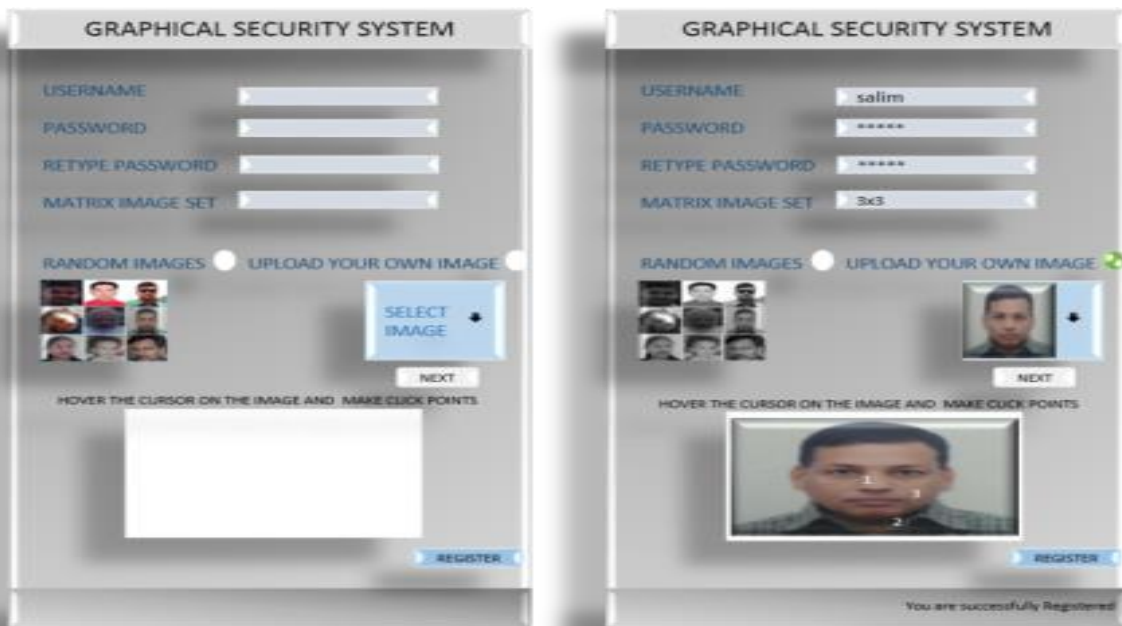 GRAPHICAL SECURITY SYSTEM
USERNAME
PASSWORD
RETYPE PASSWORD
MATRIX IMAGE SET
RANDOM IMAGES UPLOAD YOUR OWN IMAGE
SELECT
IMAGE
NEXT
HOVER THE CURSOR ON THE IMAGE AND MAKE CLICK POINTS
REGISTER
GRAPHICAL SECURITY SYSTEM
USERNAME salim
PASSWORD *****
RETYPE PASSWORD *****
MATRIX IMAGE SET 3x3
RANDOM IMAGES UPLOAD YOUR OWN IMAGE
NEXT
HOVER THE CURSOR ON THE IMAGE AND MAKE CLICK POINTS
1
3
2
REGISTER
You are successfully Registered